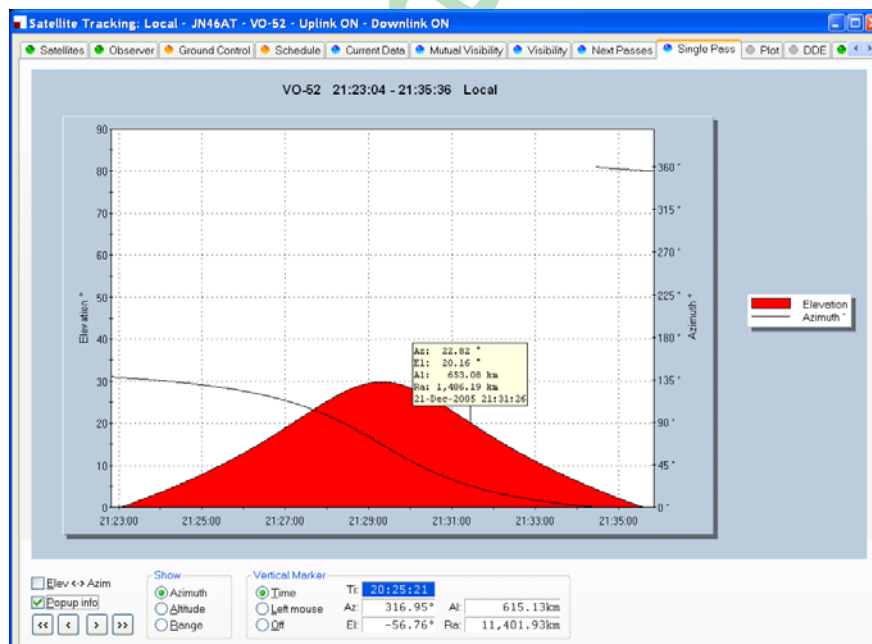 Satellite Tracking: Local - JN46AT - VO-52 - Uplink ON - Downlink ON
Satellites Observer Ground Control Schedule Current Data Mutual Visibility Visibility Next Passes Single Pass Plot DDE
VO-52 21:23:04 - 21:35:36 Local
90
80
70
60
50
40
30
20
10
0
Elevation °
360 °
315 °
270 °
225 °
180 °
135 °
90 °
45 °
0 °
Azimuth °
21:23:00 21:25:00 21:27:00 21:29:00 21:31:00 21:33:00 21:35:00
Az: 22.82 °
El: 20.16 °
Al: 653.08 km
Ra: 1,486.19 km
21-Dec-2005 21:31:26
Elevation
Azimuth °
Elev <-> Azim
Popup info
<< < > >>
Show
Azimuth
Altitude
Range
Vertical Marker
Time
Left mouse
Off
Ti: 20:25:21
Az: 316.95° Al: 615.13km
El: -56.76° Ra: 11,401.93km